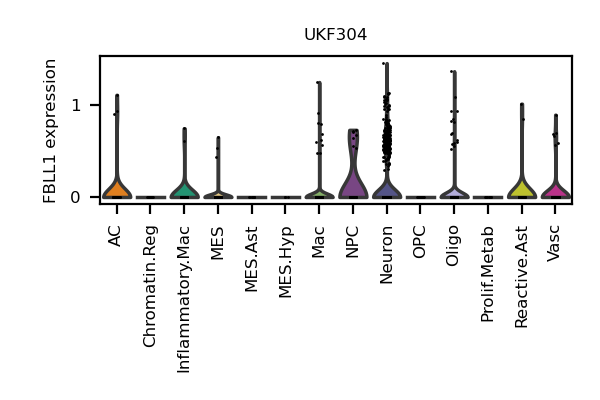 UKF304
FBLL1 expression
1
0
AC
Chromatin.Reg
Inflammatory.Mac
MES
MES.Ast
MES.Hyp
Mac
NPC
Neuron
OPC
Oligo
Prolif.Metab
Reactive.Ast
Vasc